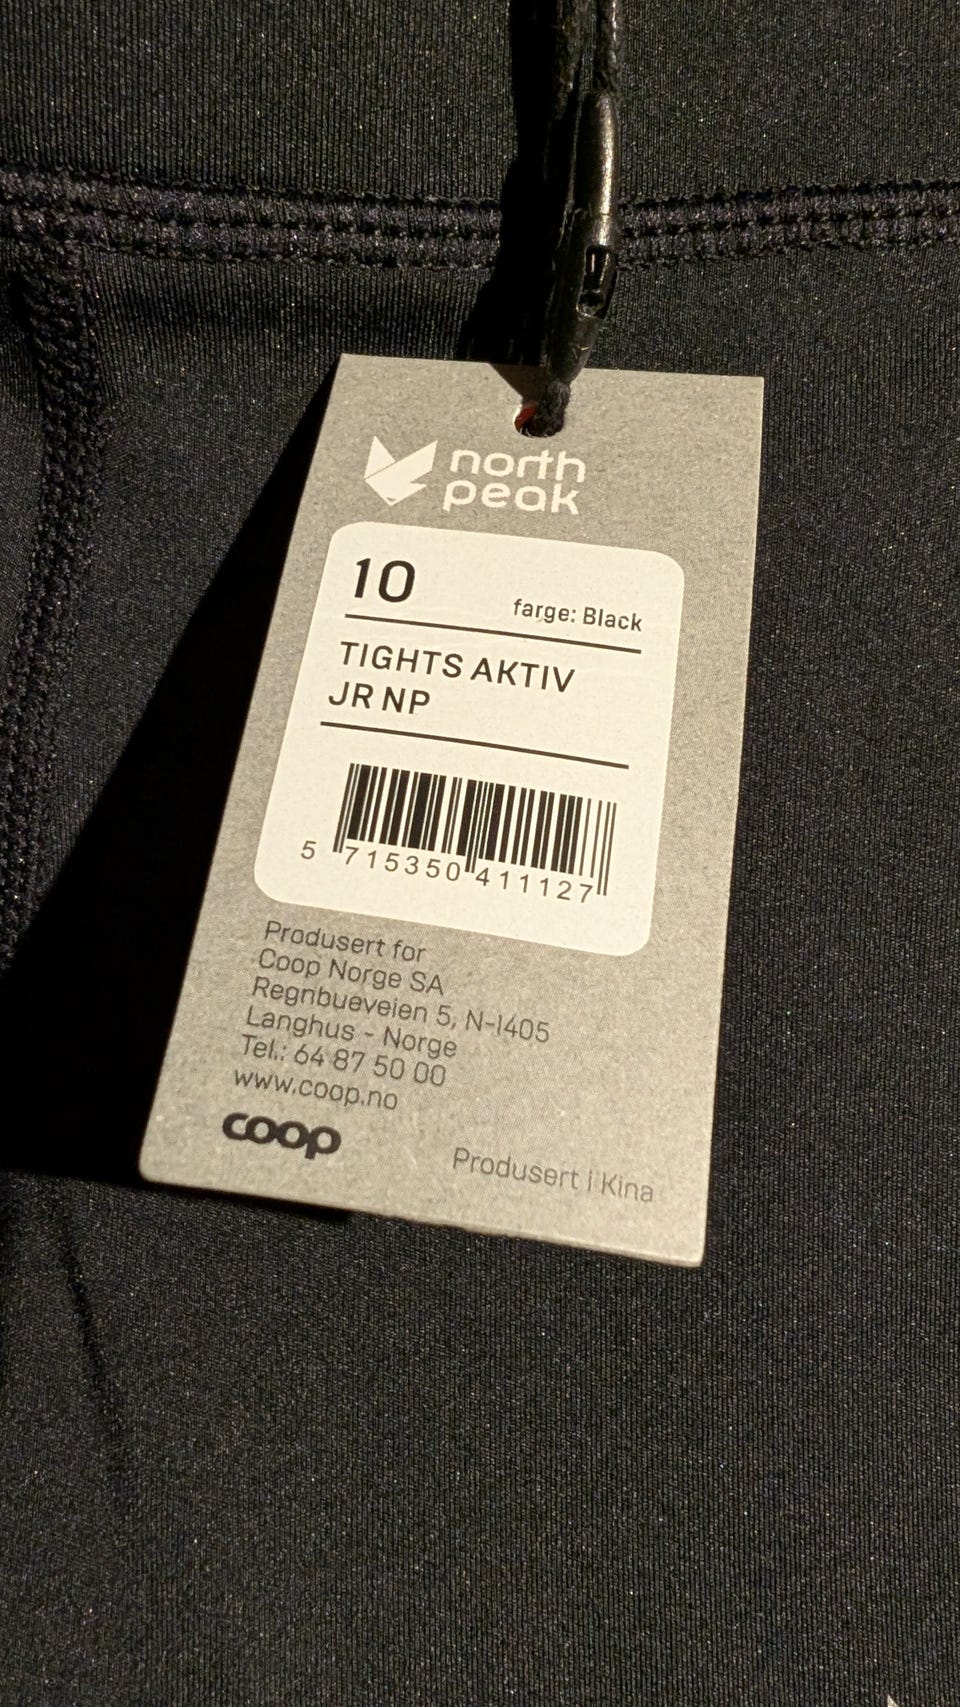 north
peak
10
farge: Black
TIGHTS AKTIV
JR NP
5 715350 411127
Produsert for
Coop Norge SA
Regnbueveien 5, N-1405
Langhus - Norge
Tel.: 64 87 50 00
www.coop.no
coop
Produsert i Kina